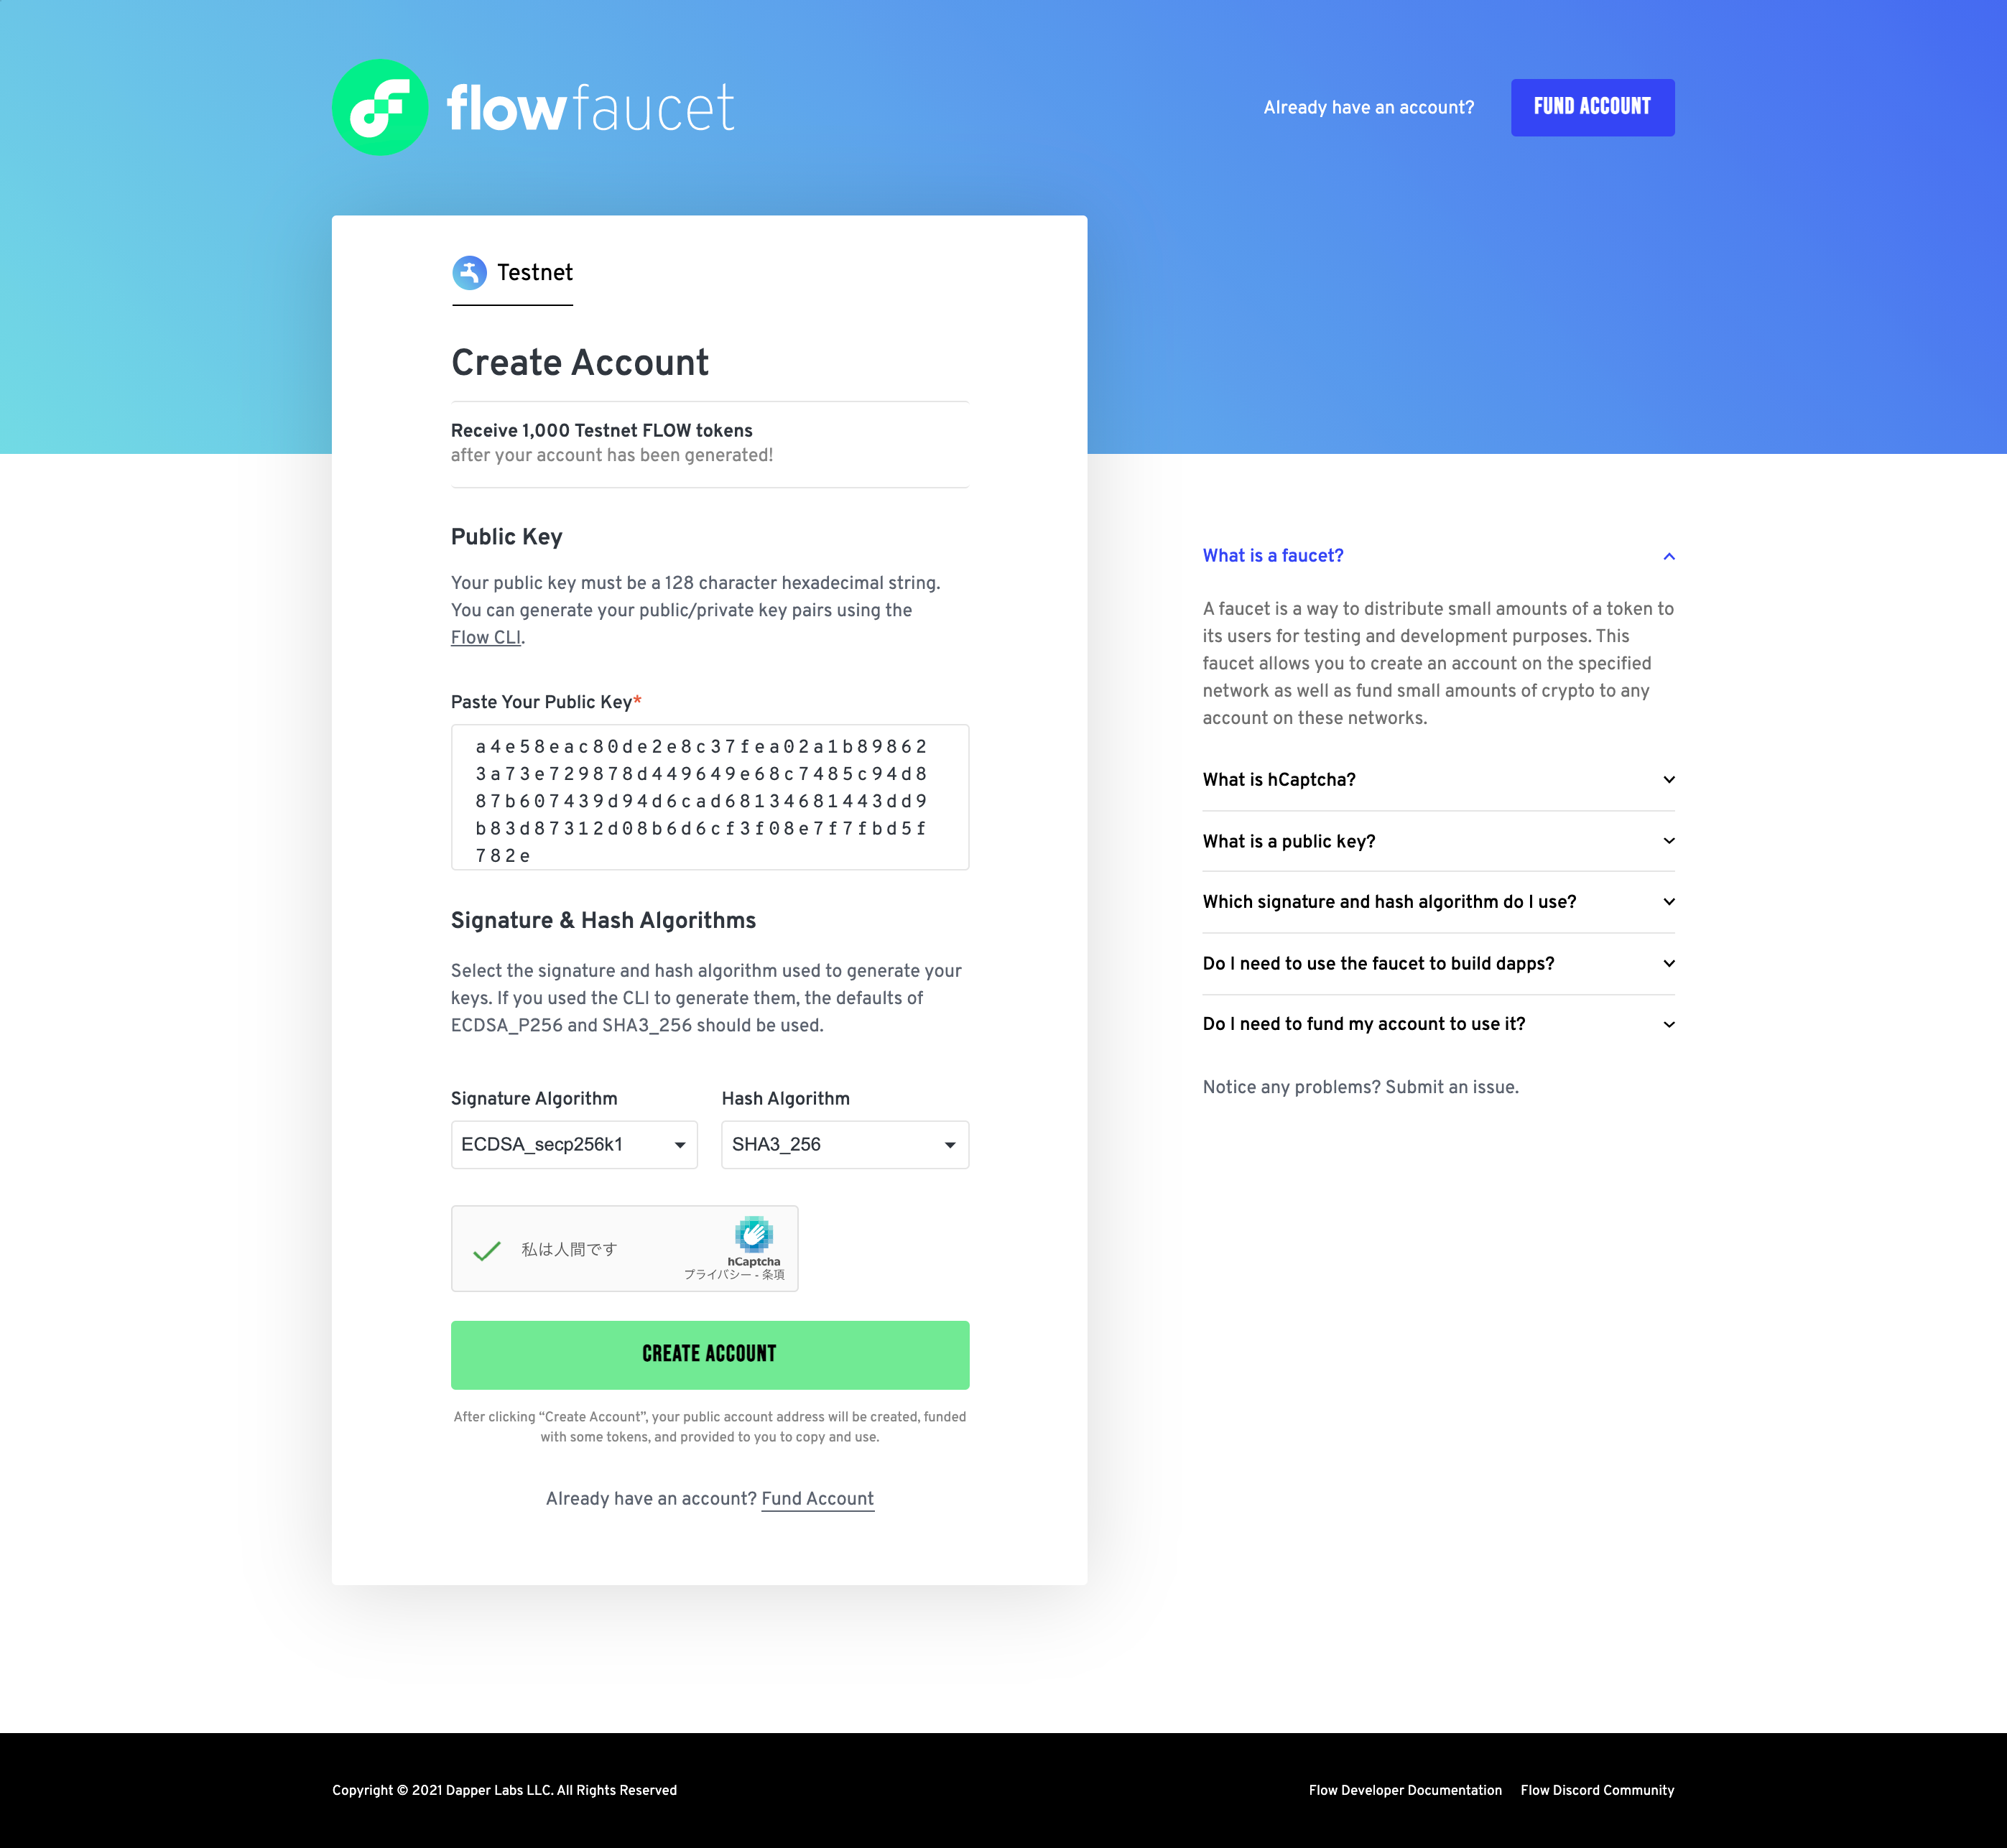 flowfaucet
Already have an account?
FUND ACCOUNT
Testnet
Create Account
Receive 1,000 Testnet FLOW tokens
after your account has been generated!
Public Key
Your public key must be a 128 character hexadecimal string.
You can generate your public/private key pairs using the
Flow CLI.
Paste Your Public Key*
a4e58eac80de2e8c37fea02a1b89862
3a73e729878d449649e68c7485c94d8
87b607439d94d6cad68134681443dd9
b83d87312d08b6d6cf3f08e7f7fbd5f
782e
Signature & Hash Algorithms
Select the signature and hash algorithm used to generate your
keys. If you used the CLI to generate them, the defaults of
ECDSA_P256 and SHA3_256 should be used.
Signature Algorithm
Hash Algorithm
ECDSA_secp256k1
SHA3_256
私は人間です
hCaptcha
プライバシー - 条項
CREATE ACCOUNT
After clicking “Create Account”, your public account address will be created, funded
with some tokens, and provided to you to copy and use.
Already have an account? Fund Account
What is a faucet?
A faucet is a way to distribute small amounts of a token to
its users for testing and development purposes. This
faucet allows you to create an account on the specified
network as well as fund small amounts of crypto to any
account on these networks.
What is hCaptcha?
What is a public key?
Which signature and hash algorithm do I use?
Do I need to use the faucet to build dapps?
Do I need to fund my account to use it?
Notice any problems? Submit an issue.
Copyright © 2021 Dapper Labs LLC. All Rights Reserved
Flow Developer Documentation
Flow Discord Community